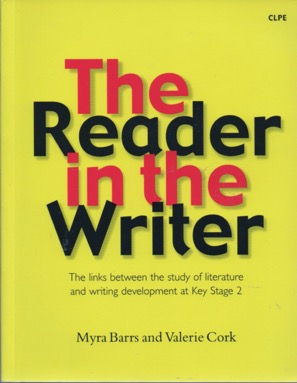 CLPE
The
Reader
in the
Writer
The links between the study of literature
and writing development at Key Stage 2
Myra Barrs and Valerie Cork